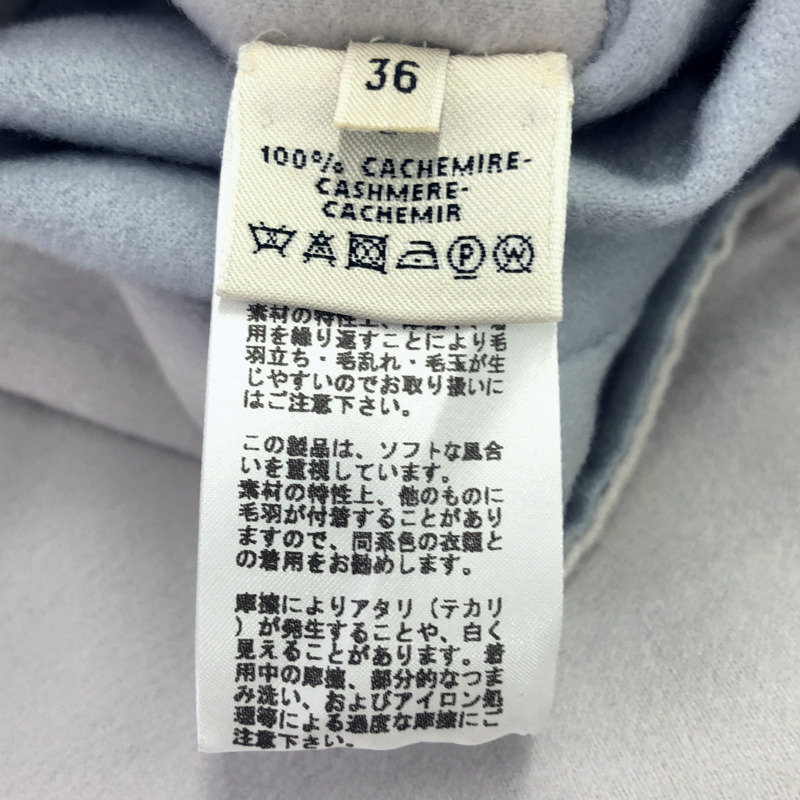 36
100% CACHEMIRE-
CASHMERE-
CACHEMIR
P
W
素材の特性上、
用を繰り返すことにより毛
羽立ち・毛乱れ・毛玉が生
じやすいのでお取り扱いに
はご注意下さい。
この製品は、ソフトな風合
いを重視しています。
素材の特性上、他のものに
毛羽が付着することがあり
ますので、同系色の衣類と
の着用をお勧めします。
摩擦によりアタリ（テカリ
）が発生することや、白く
見えることがあります。着
用中の摩擦、部分的なつま
み洗い、およびアイロン処
理等による過度な摩擦にご
注意下さい。